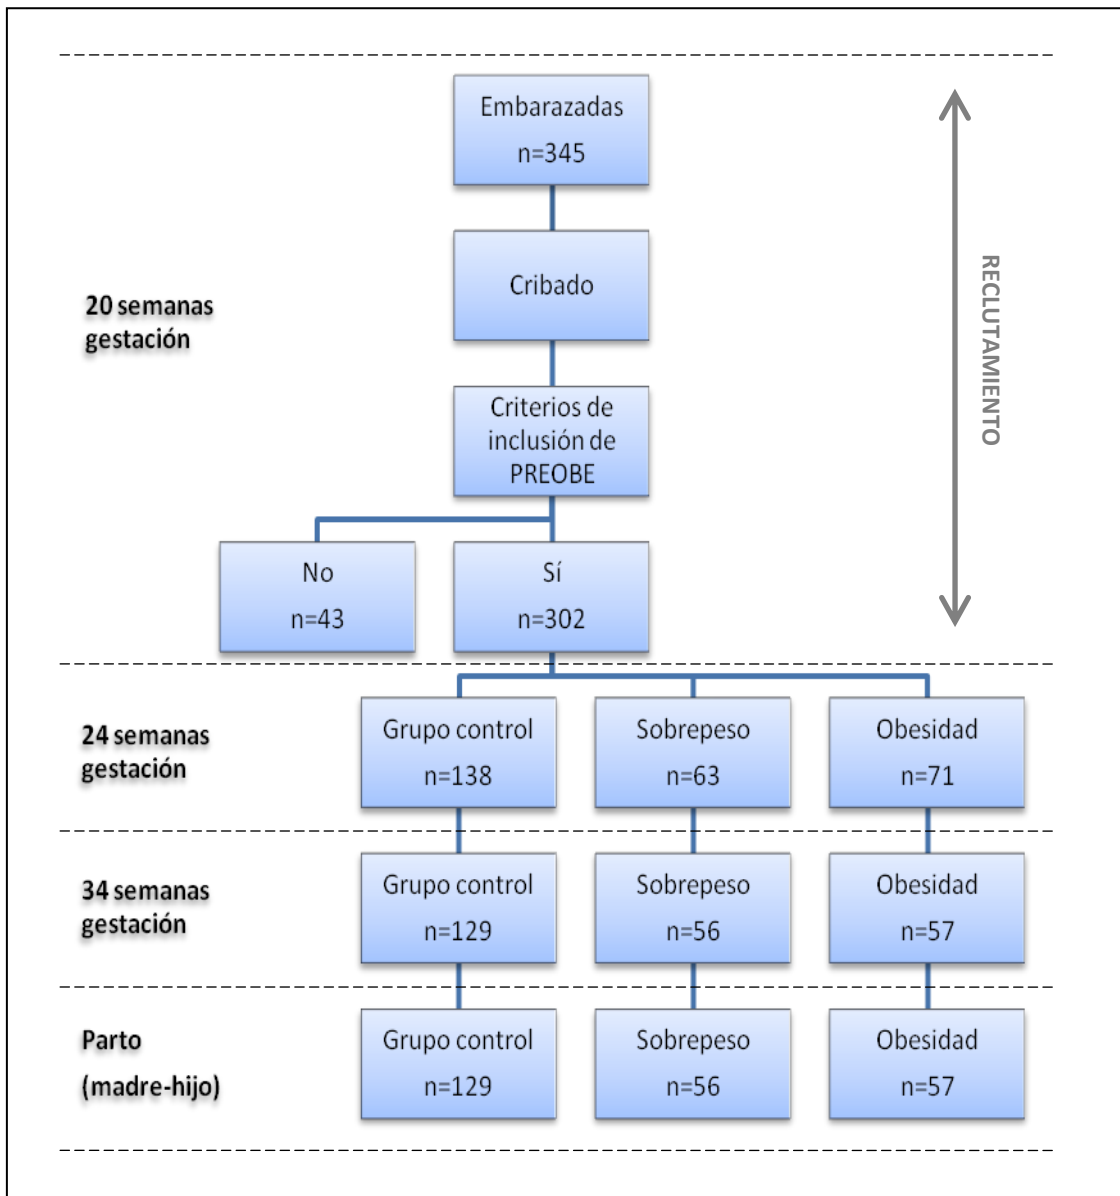 Embarazadas
n=345
Cribado
RECLUTAMIENTO
20 semanas
gestación
Criterios de
inclusión de
PREOBE
No
n=43
Sí
n=302
24 semanas
gestación
Grupo control
n=138
Sobrepeso
n=63
Obesidad
n=71
34 semanas
gestación
Grupo control
n=129
Sobrepeso
n=56
Obesidad
n=57
Parto
(madre-hijo)
Grupo control
n=129
Sobrepeso
n=56
Obesidad
n=57